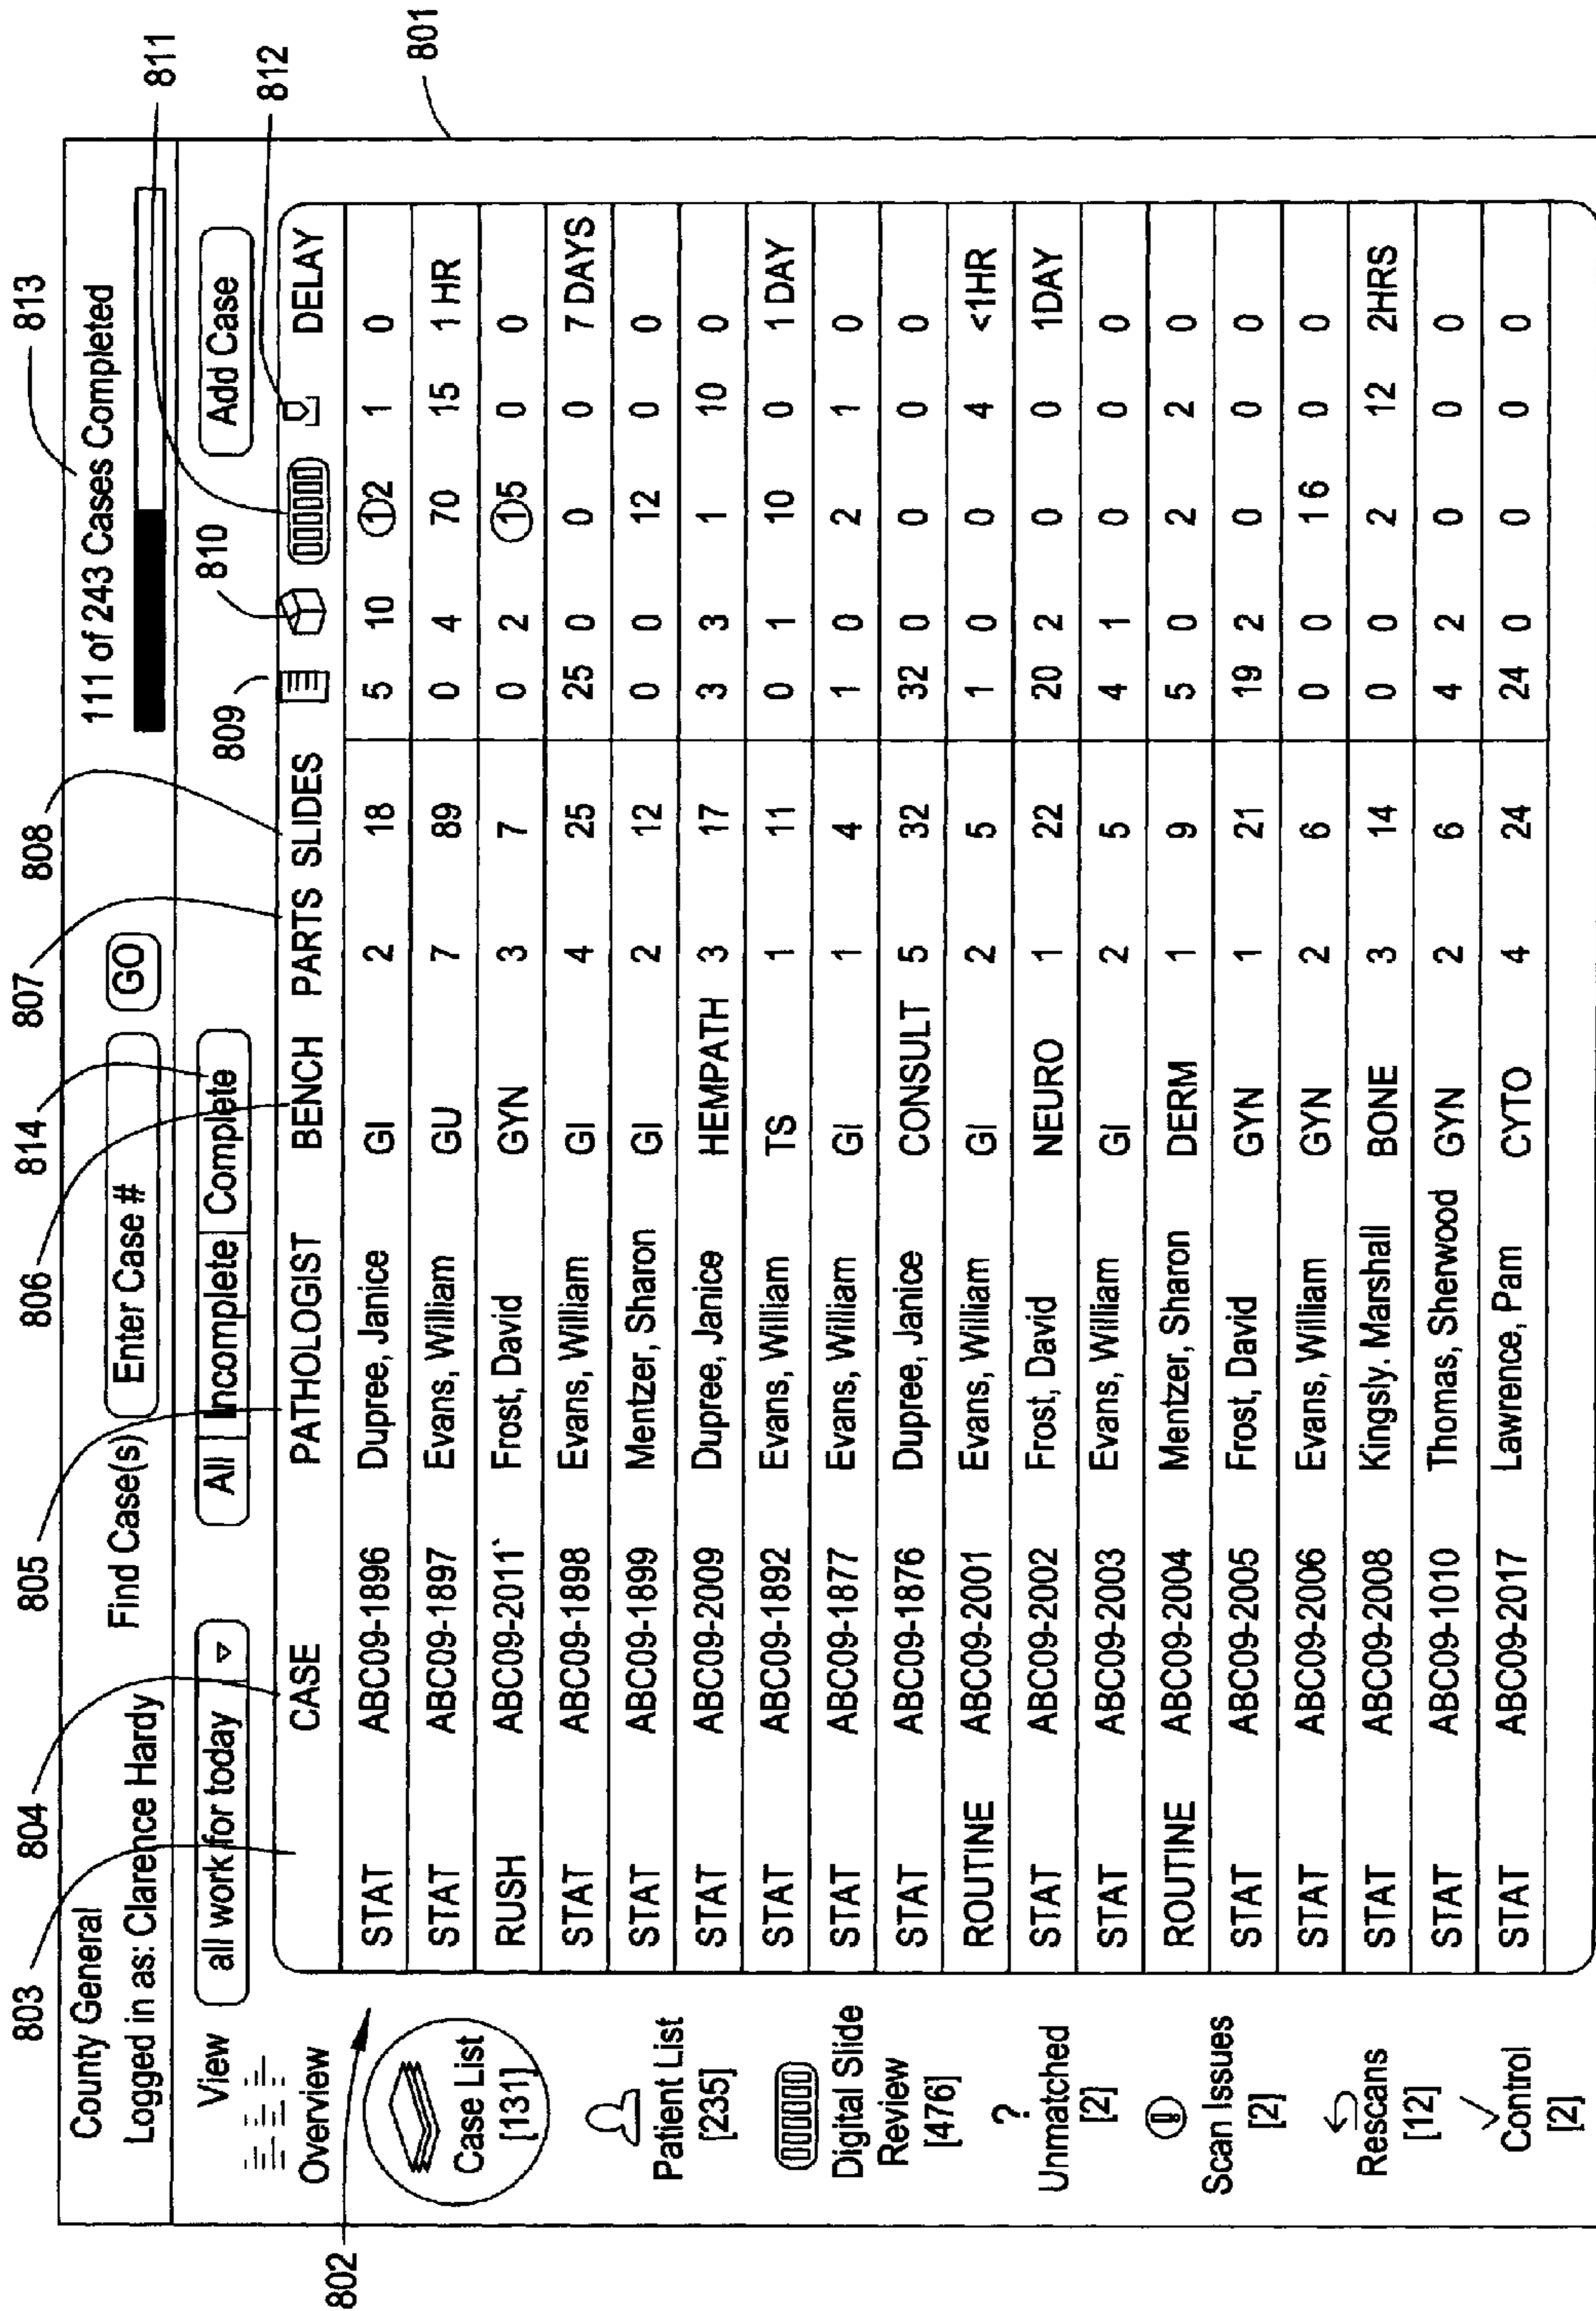 813
811
812
801
808
807
814
806
805
804
803
802
810
809
County General
Logged in as: Clarence Hardy
Find Case(s)
Enter Case #
GO
111 of 243 Cases Completed
View
all work for today
All
Incomplete
Complete
Add Case
Overview
Case List
[131]
Patient List
[235]
Digital Slide
Review
[476]
?
Unmatched
[2]
Scan Issues
[2]
Rescans
[12]
Control
[2]
CASE PATHOLOGIST BENCH PARTS SLIDES DELAY
STAT ABC09-1896 Dupree, Janice GI 2 18 5 10 1 2 1 0
STAT ABC09-1897 Evans, William GU 7 89 0 4 70 15 1 HR
RUSH ABC09-2011` Frost, David GYN 3 7 0 2 1 5 0 0
STAT ABC09-1898 Evans, William GI 4 25 25 0 0 0 7 DAYS
STAT ABC09-1899 Mentzer, Sharon GI 2 12 0 0 12 0 0
STAT ABC09-2009 Dupree, Janice HEMPATH 3 17 3 3 1 10 0
STAT ABC09-1892 Evans, William TS 1 11 0 1 10 0 1 DAY
STAT ABC09-1877 Evans, William GI 1 4 1 0 2 1 0
STAT ABC09-1876 Dupree, Janice CONSULT 5 32 32 0 0 0 0
ROUTINE ABC09-2001 Evans, William GI 2 5 1 0 0 4 <1HR
STAT ABC09-2002 Frost, David NEURO 1 22 20 2 0 0 1DAY
STAT ABC09-2003 Evans, William GI 2 5 4 1 0 0 0
ROUTINE ABC09-2004 Mentzer, Sharon DERM 1 9 5 0 2 2 0
STAT ABC09-2005 Frost, David GYN 1 21 19 2 0 0 0
STAT ABC09-2006 Evans, William GYN 2 6 0 0 1 6 0 0
STAT ABC09-2008 Kingsly. Marshall BONE 3 14 0 0 2 12 2HRS
STAT ABC09-1010 Thomas, Sherwood GYN 2 6 4 2 0 0 0
STAT ABC09-2017 Lawrence, Pam CYTO 4 24 24 0 0 0 0